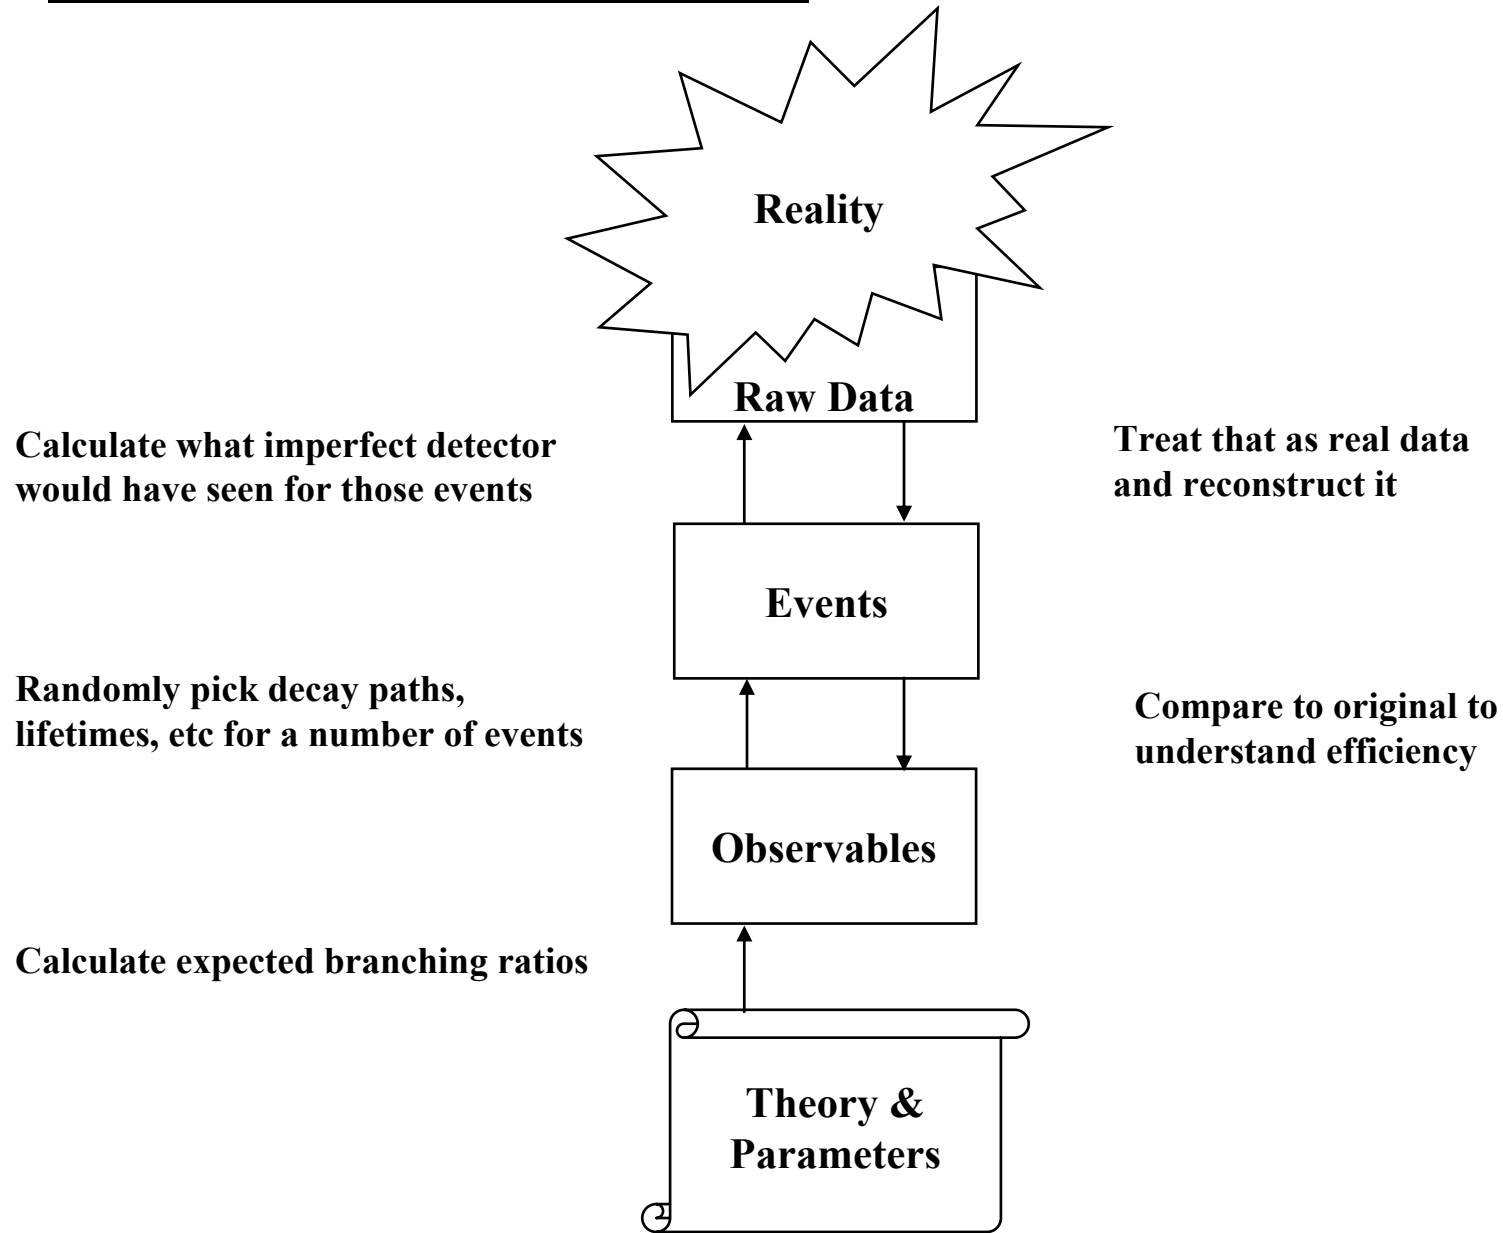 Reality
Raw Data
Calculate what imperfect detector
would have seen for those events
Treat that as real data
and reconstruct it
Events
Randomly pick decay paths,
lifetimes, etc for a number of events
Compare to original to
understand efficiency
Observables
Calculate expected branching ratios
Theory &
Parameters